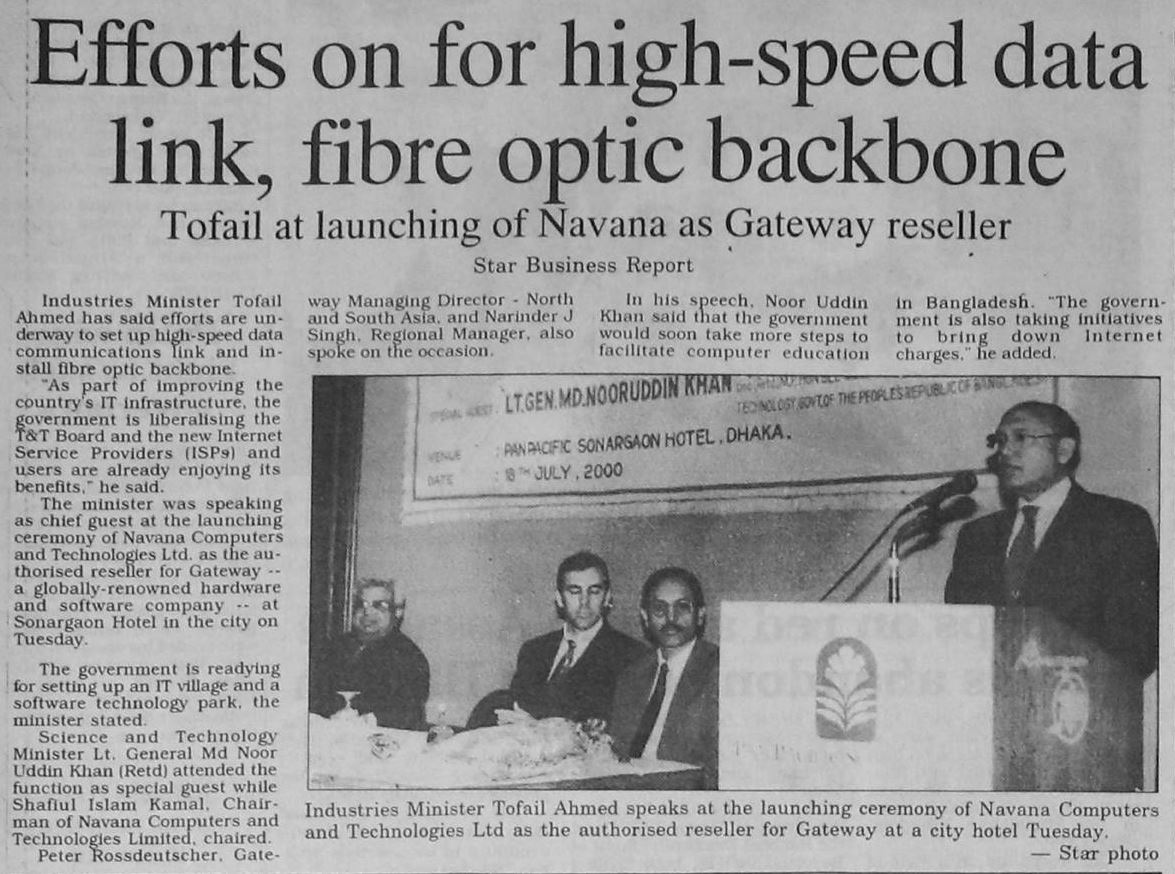 Efforts on for high-speed data
link, fibre optic backbone
Tofail at launching of Navana as Gateway reseller
Star Business Report
Industries Minister Tofail
Ahmed has said efforts are un-
derway to set up high-speed data
communications link and in-
stall fibre optic backbone.
"As part of improving the
country's IT infrastructure, the
government is liberalising the
T&T Board and the new Internet
Service Providers (ISPs) and
users are already enjoying its
benefits," he said.
The minister was speaking
as chief guest at the launching
ceremony of Navana Computers
and Technologies Ltd. as the au-
thorised reseller for Gateway --
a globally-renowned hardware
and software company -- at
Sonargaon Hotel in the city on
Tuesday.
The government is readying
for setting up an IT village and a
software technology park, the
minister stated.
Science and Technology
Minister Lt. General Md Noor
Uddin Khan (Retd) attended the
function as special guest while
Shafiul Islam Kamal, Chair-
man of Navana Computers and
Technologies Limited, chaired.
Peter Rossdeutscher, Gate-
way Managing Director - North
and South Asia, and Narinder J
Singh, Regional Manager, also
spoke on the occasion.
In his speech, Noor Uddin
Khan said that the government
would soon take more steps to
facilitate computer education
in Bangladesh. "The govern-
ment is also taking initiatives
to bring down Internet
charges," he added.
SPECIAL GUEST : LT.GEN.MD.NOORUDDIN KHAN
TECHNOLOGY, GOVT.OF THE PEOPLES REPUBLIC OF BANGLADESH
VENUE : PAN PACIFIC SONARGAON HOTEL, DHAKA.
DATE : 18TH JULY, 2000
Industries Minister Tofail Ahmed speaks at the launching ceremony of Navana Computers
and Technologies Ltd as the authorised reseller for Gateway at a city hotel Tuesday.
— Star photo